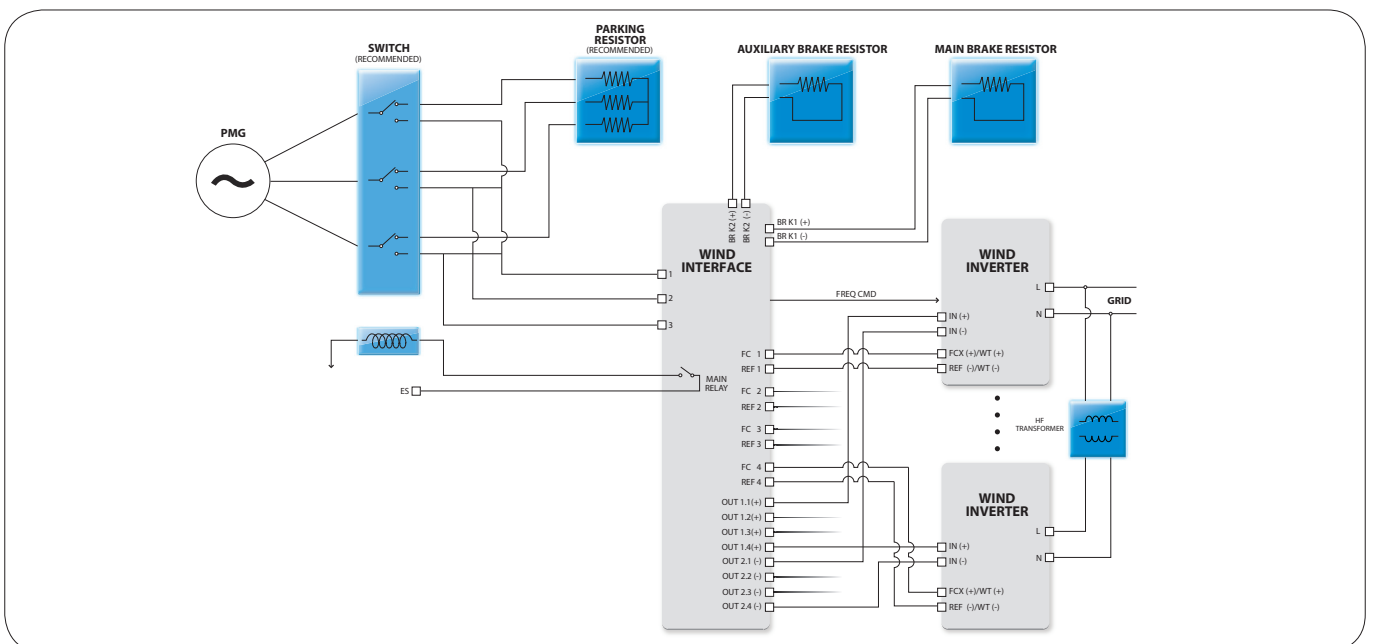 PARKING
RESISTOR
(RECOMMENDED)
SWITCH
(RECOMMENDED)
AUXILIARY BRAKE RESISTOR
MAIN BRAKE RESISTOR
PMG
BR K2 (+)
BR K2 (-)
BR K1 (+)
BR K1 (-)
WIND
INTERFACE
1
2
3
FREQ CMD
WIND
INVERTER
L
N
GRID
IN (+)
IN (-)
FCX (+)/WT (+)
REF (-)/WT (-)
MAIN
RELAY
ES
FC 1
REF 1
FC 2
REF 2
FC 3
REF 3
FC 4
REF 4
OUT 1.1(+)
OUT 1.2(+)
OUT 1.3(+)
OUT 1.4(+)
OUT 2.1 (-)
OUT 2.2 (-)
OUT 2.3 (-)
OUT 2.4 (-)
HF
TRANSFORMER
WIND
INVERTER
L
N
IN (+)
IN (-)
FCX (+)/WT (+)
REF (-)/WT (-)